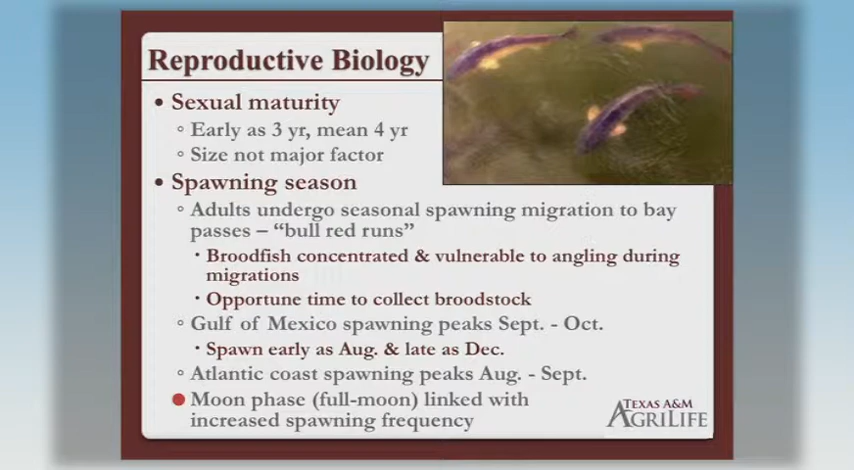 Reproductive Biology
• Sexual maturity
◦ Early as 3 yr, mean 4 yr
◦ Size not major factor
• Spawning season
◦ Adults undergo seasonal spawning migration to bay
passes – “bull red runs”
· Broodfish concentrated & vulnerable to angling during
migrations
· Opportune time to collect broodstock
◦ Gulf of Mexico spawning peaks Sept. - Oct.
· Spawn early as Aug. & late as Dec.
◦ Atlantic coast spawning peaks Aug. - Sept.
Moon phase (full-moon) linked with
increased spawning frequency
TEXAS A&M
AGRILIFE